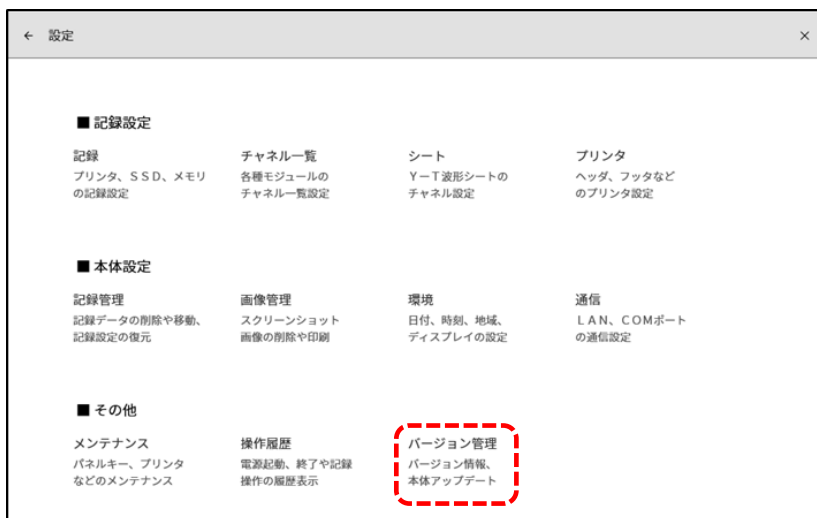 ← 設定 ×
■ 記録設定
記録 チャネル一覧 シート プリンタ
プリンタ、ＳＳＤ、メモリ 各種モジュールの Ｙ－Ｔ波形シートの ヘッダ、フッタなど
の記録設定 チャネル一覧設定 チャネル設定 のプリンタ設定
■ 本体設定
記録管理 画像管理 環境 通信
記録データの削除や移動、 スクリーンショット 日付、時刻、地域、 ＬＡＮ、ＣＯＭポート
記録設定の復元 画像の削除や印刷 ディスプレイの設定 の通信設定
■ その他
メンテナンス 操作履歴 バージョン管理
パネルキー、プリンタ 電源起動、終了や記録 バージョン情報、
などのメンテナンス 操作の履歴表示 本体アップデート